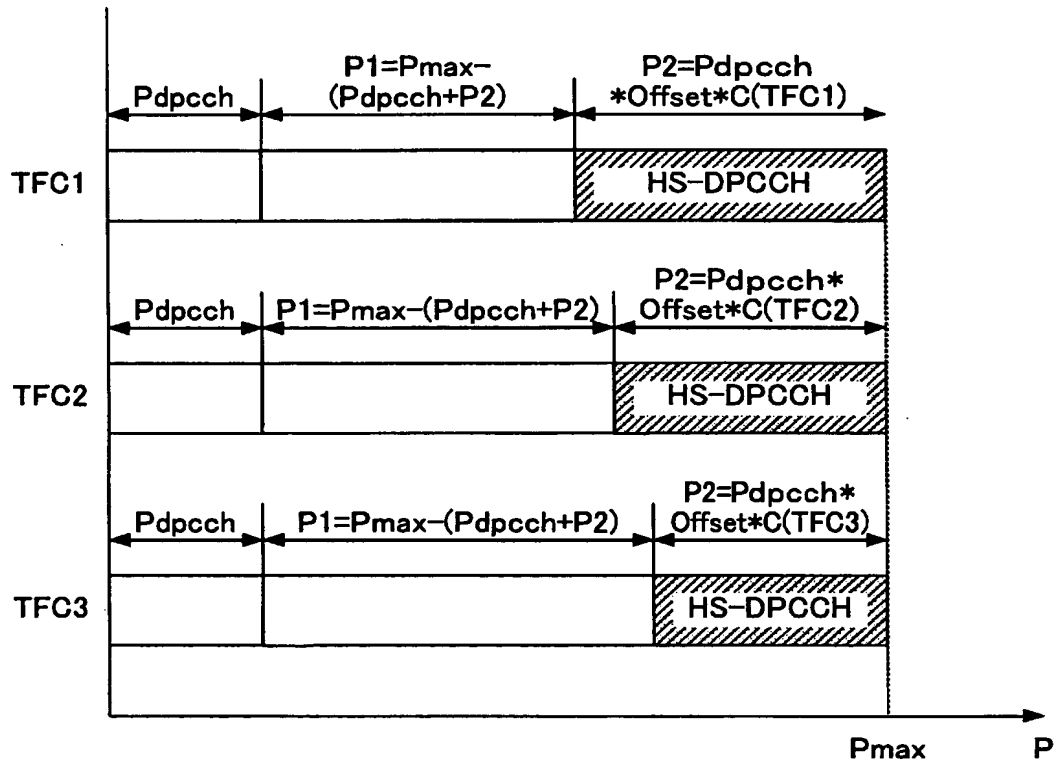 P1=Pmax-
(Pdpcch+P2)
P2=Pdpcch
*Offset*C(TFC1)
Pdpcch
TFC1
HS-DPCCH
Pdpcch
P1=Pmax-(Pdpcch+P2)
P2=Pdpcch*
Offset*C(TFC2)
TFC2
HS-DPCCH
Pdpcch
P1=Pmax-(Pdpcch+P2)
P2=Pdpcch*
Offset*C(TFC3)
TFC3
HS-DPCCH
Pmax
P